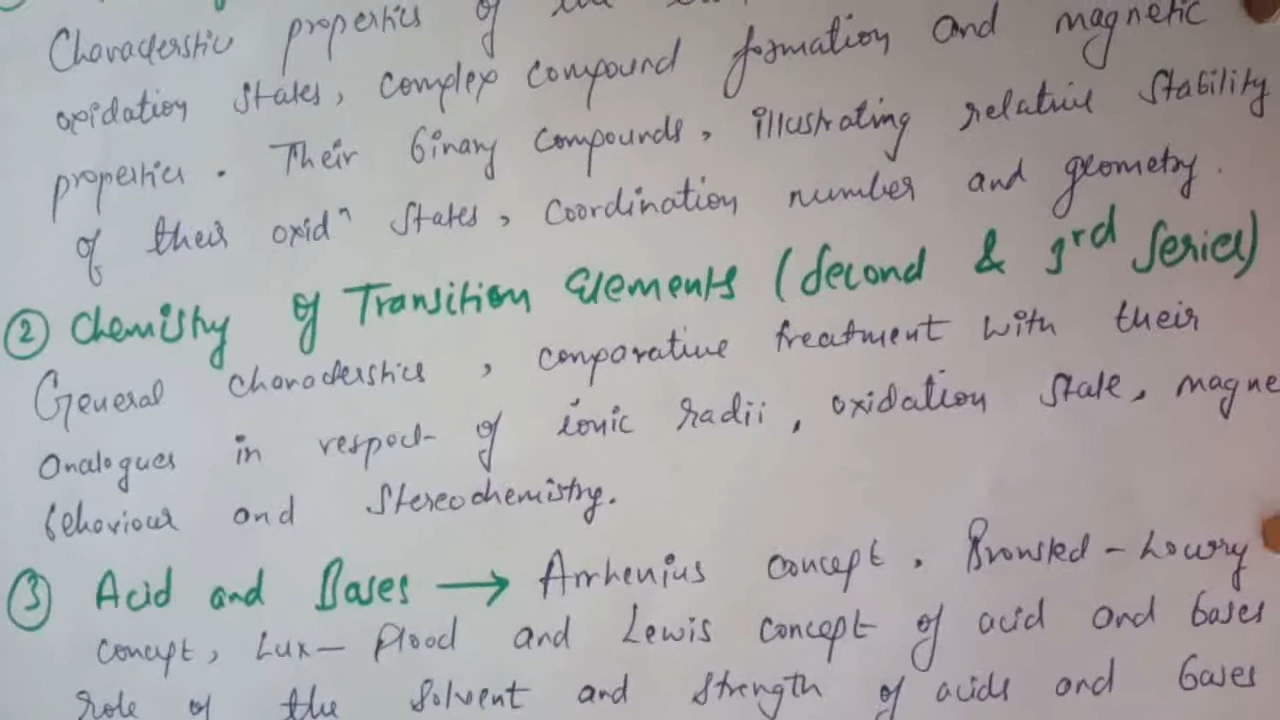 Characterstic properties of the
oxidation states, complex compound formation and magnetic
properties. Their binary compounds, illustrating relative stability
of their oxidⁿ states, coordination number and geometry.
② Chemistry of Transition Elements (Second & 3rd Series)
General characterstics, comparative treatment with their
analogues in respect of ionic radii, oxidation state, magne
behaviour and stereochemistry.
③ Acid and Bases → Arrhenius concept, Bronsted-Lowry
concept, Lux-Flood and Lewis concept of acid and bases
role of the solvent and strength of acids and bases